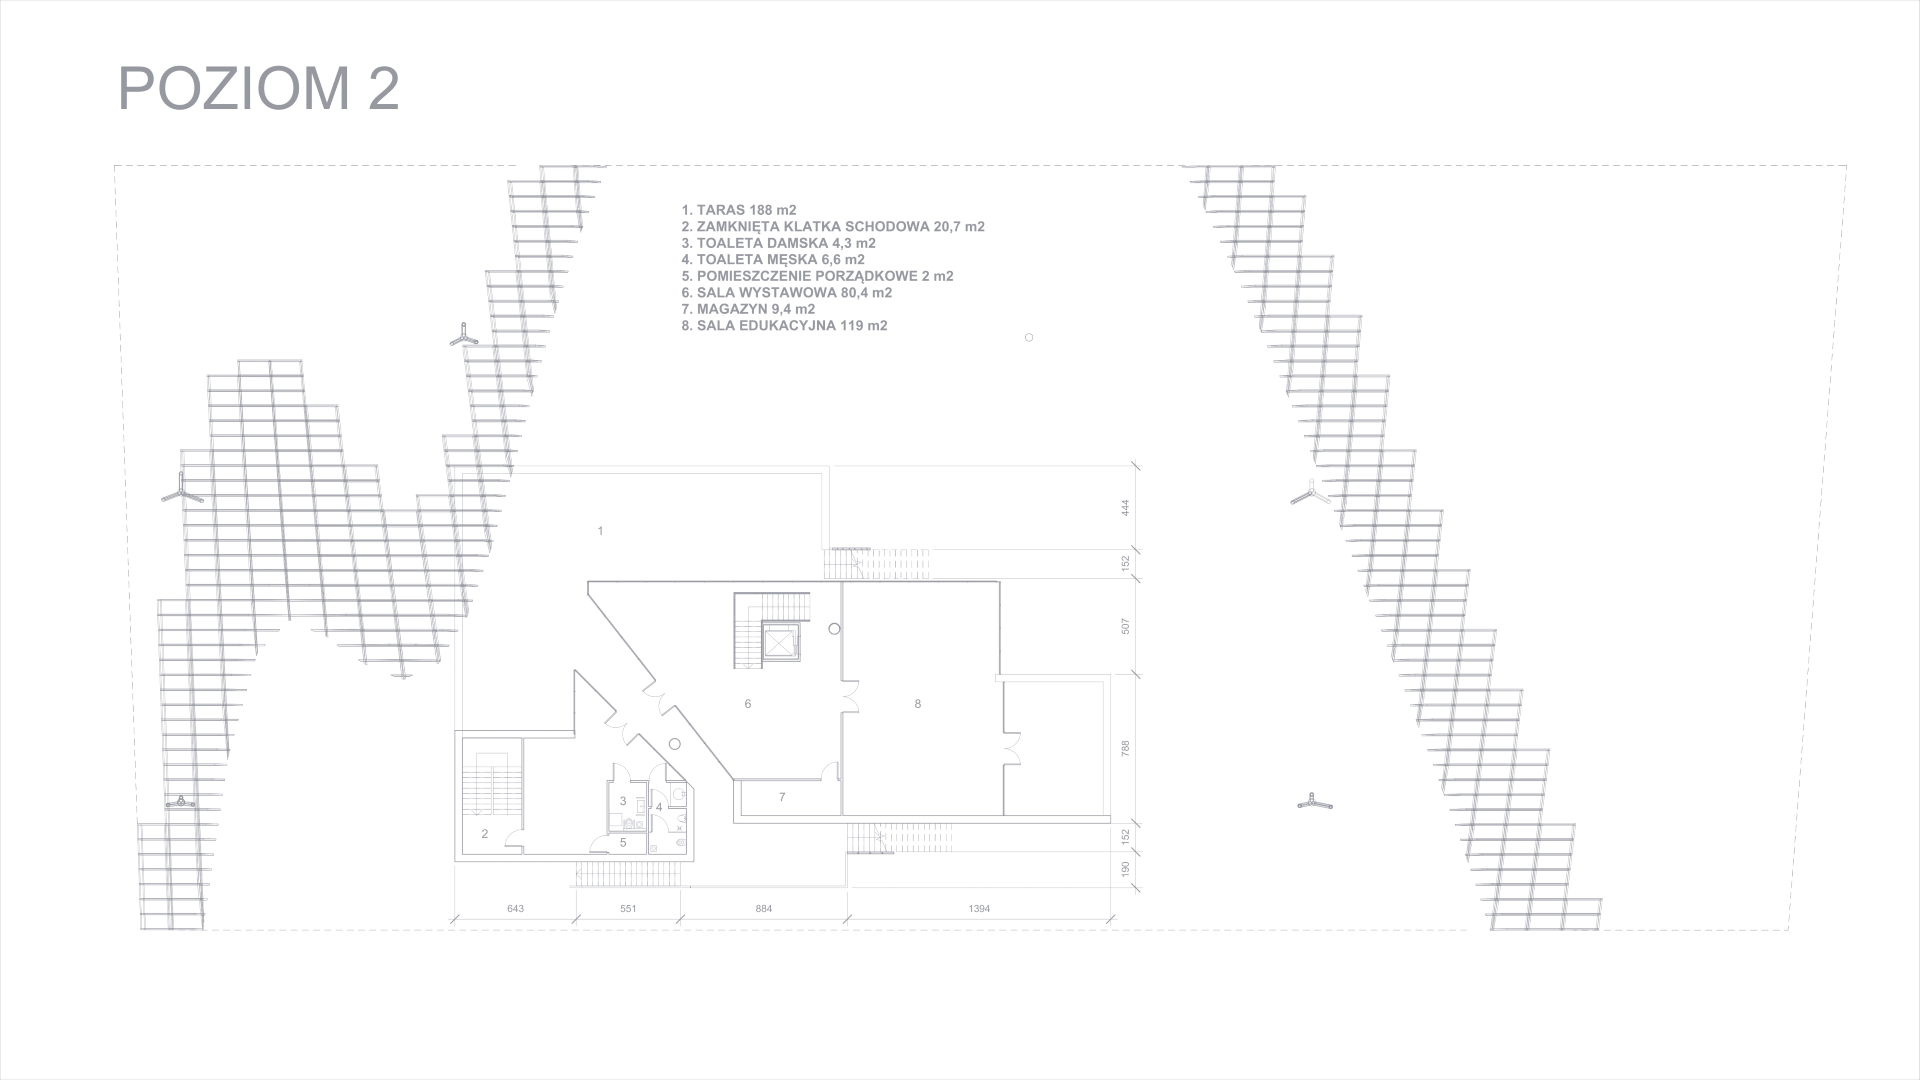 POZIOM 2
1. TARAS 188 m2
2. ZAMKNIĘTA KLATKA SCHODOWA 20,7 m2
3. TOALETA DAMSKA 4,3 m2
4. TOALETA MĘSKA 6,6 m2
5. POMIESZCZENIE PORZĄDKOWE 2 m2
6. SALA WYSTAWOWA 80,4 m2
7. MAGAZYN 9,4 m2
8. SALA EDUKACYJNA 119 m2
444
1
152
507
6
8
788
7
3
4
2
5
152
190
643
551
884
1394